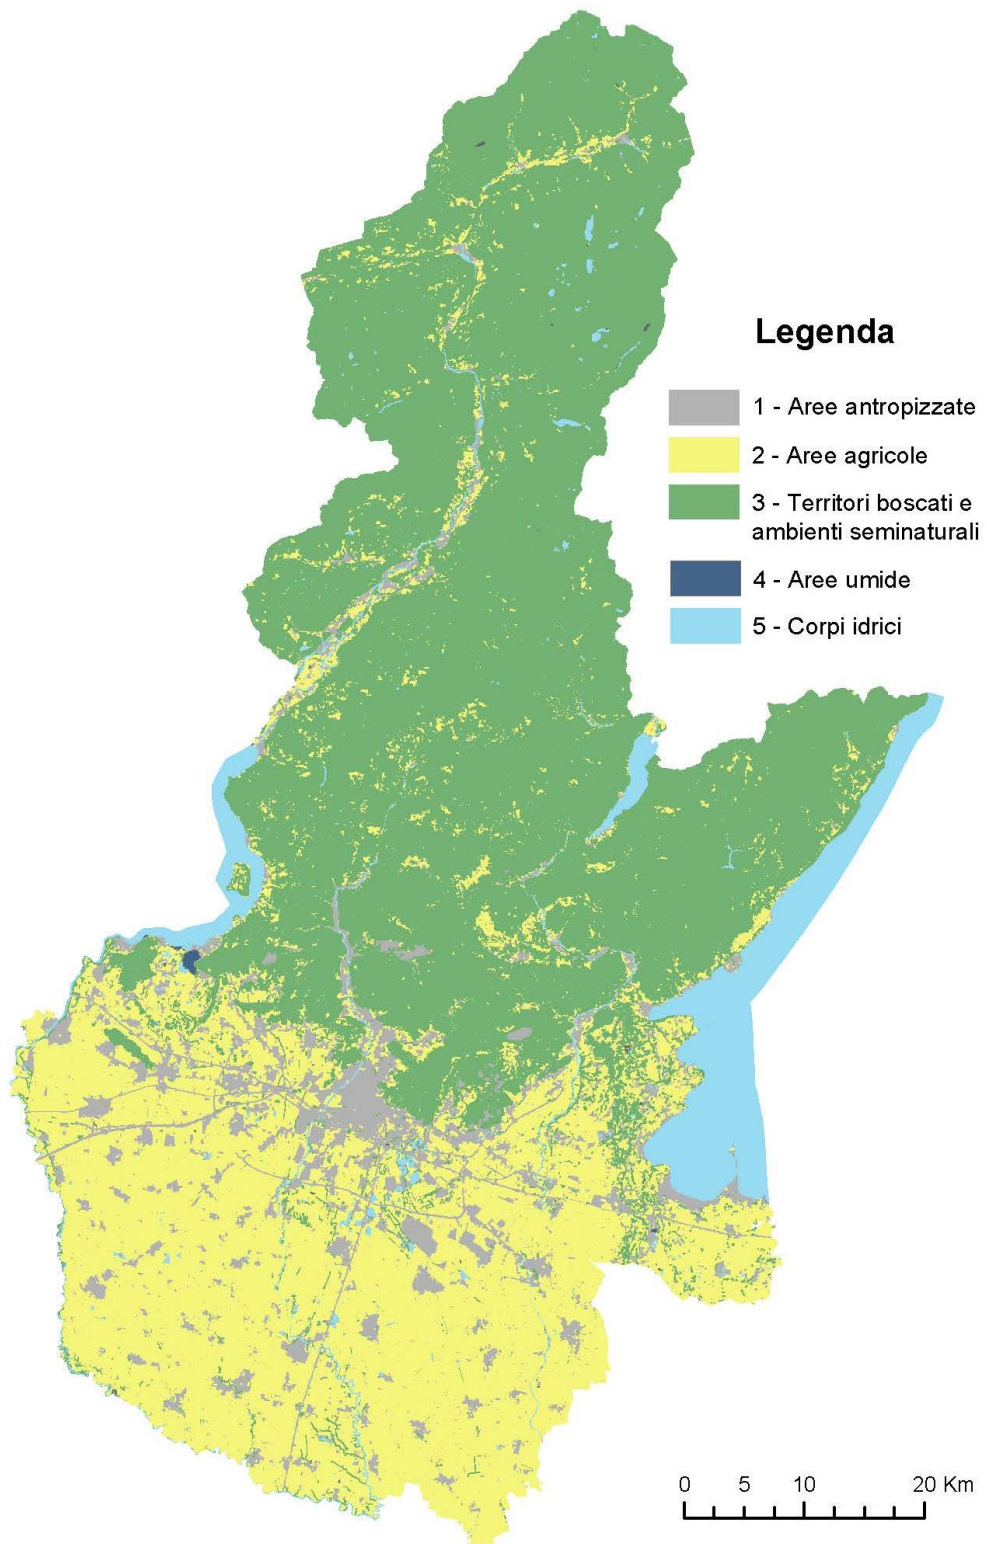 Legenda
1 - Aree antropizzate
2 - Aree agricole
3 - Territori boscati e
ambienti seminaturali
4 - Aree umide
5 - Corpi idrici
0 5 10 20 Km